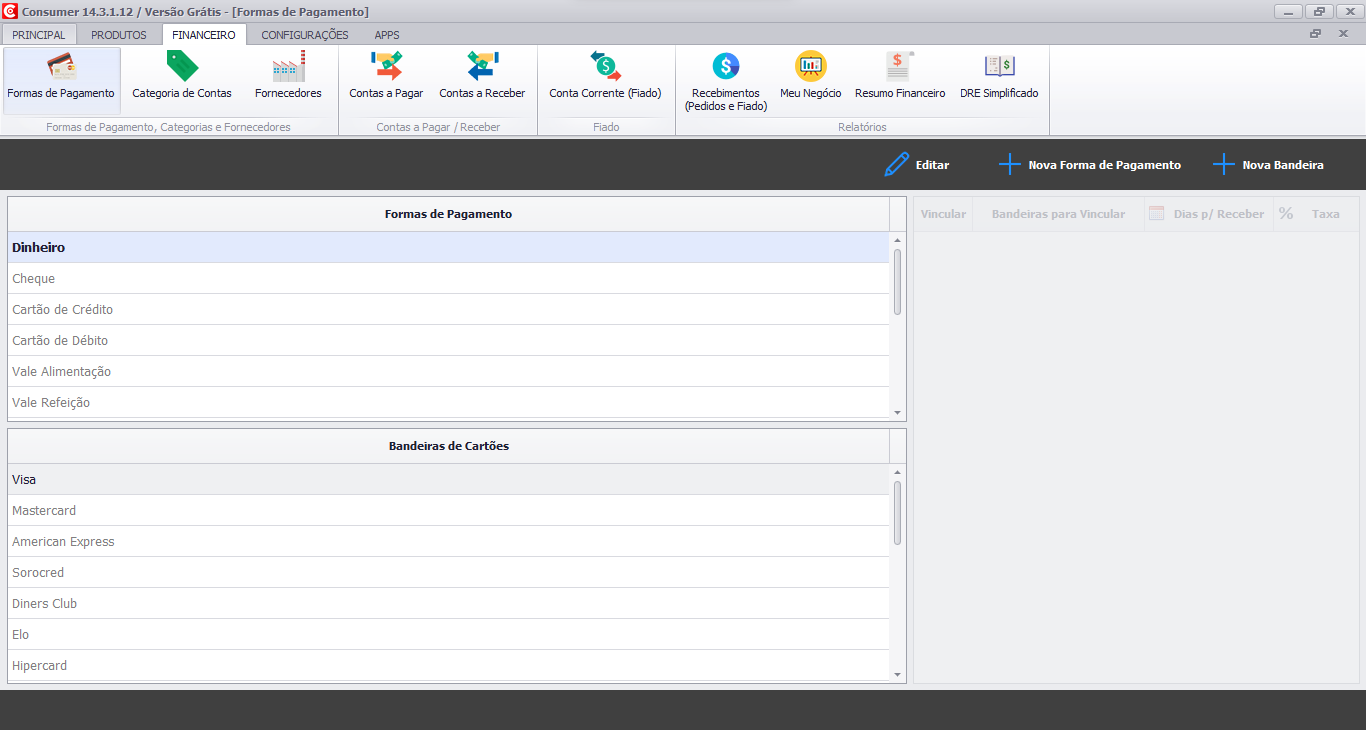 Consumer 14.3.1.12 / Versão Grátis - [Formas de Pagamento]
PRINCIPAL PRODUTOS FINANCEIRO CONFIGURAÇÕES APPS
Formas de Pagamento Categoria de Contas Fornecedores Contas a Pagar Contas a Receber Conta Corrente (Fiado) Recebimentos Meu Negócio Resumo Financeiro DRE Simplificado
(Pedidos e Fiado)
Formas de Pagamento, Categorias e Fornecedores Contas a Pagar / Receber Fiado Relatórios
Editar Nova Forma de Pagamento Nova Bandeira
Formas de Pagamento
Dinheiro
Cheque
Cartão de Crédito
Cartão de Débito
Vale Alimentação
Vale Refeição
Vincular Bandeiras para Vincular Dias p/ Receber % Taxa
Bandeiras de Cartões
Visa
Mastercard
American Express
Sorocred
Diners Club
Elo
Hipercard